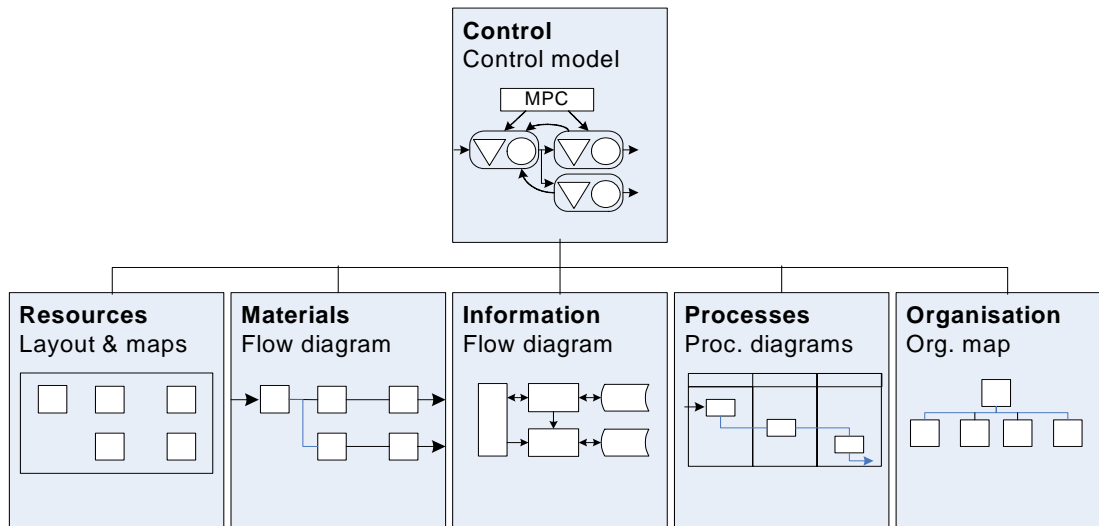 Control
Control model
MPC
Resources
Layout & maps
Materials
Flow diagram
Information
Flow diagram
Processes
Proc. diagrams
Organisation
Org. map